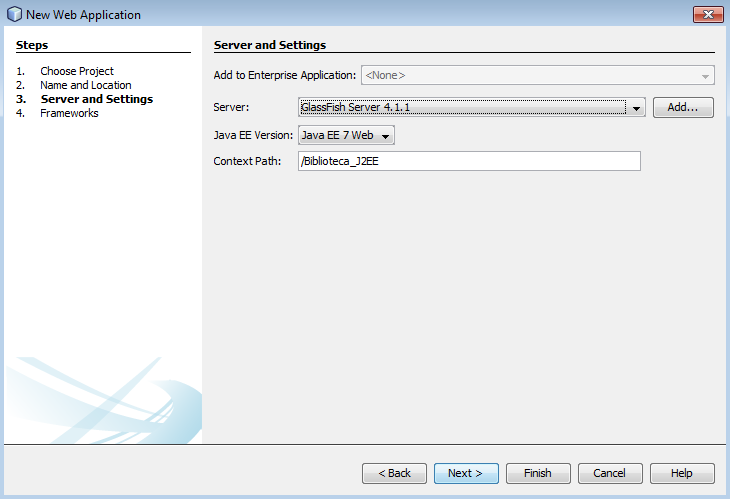 New Web Application
Steps
1. Choose Project
2. Name and Location
3. Server and Settings
4. Frameworks
Server and Settings
Add to Enterprise Application: <None>
Server: GlassFish Server 4.1.1 Add...
Java EE Version: Java EE 7 Web
Context Path: /Biblioteca_J2EE
< Back Next > Finish Cancel Help